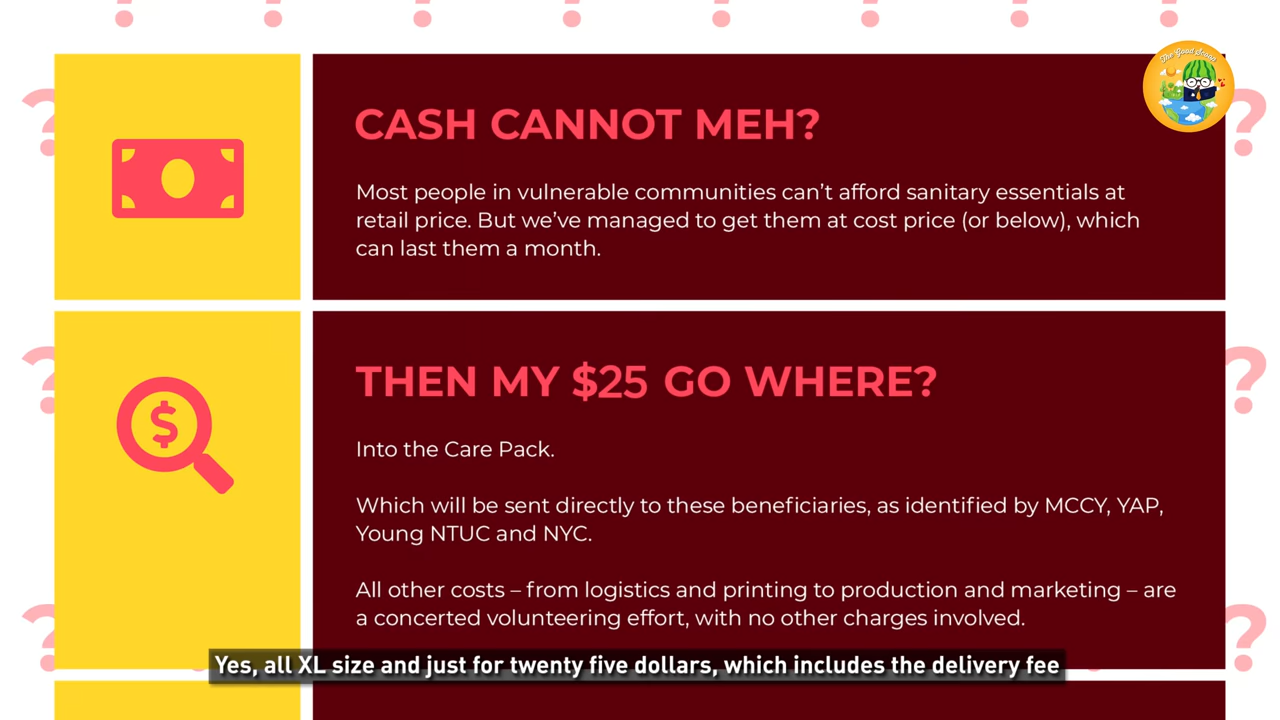 The Good Spoon
CASH CANNOT MEH?
Most people in vulnerable communities can’t afford sanitary essentials at
retail price. But we’ve managed to get them at cost price (or below), which
can last them a month.
$
THEN MY $25 GO WHERE?
Into the Care Pack.
Which will be sent directly to these beneficiaries, as identified by MCCY, YAP,
Young NTUC and NYC.
All other costs – from logistics and printing to production and marketing – are
a concerted volunteering effort, with no other charges involved.
Yes, all XL size and just for twenty five dollars, which includes the delivery fee